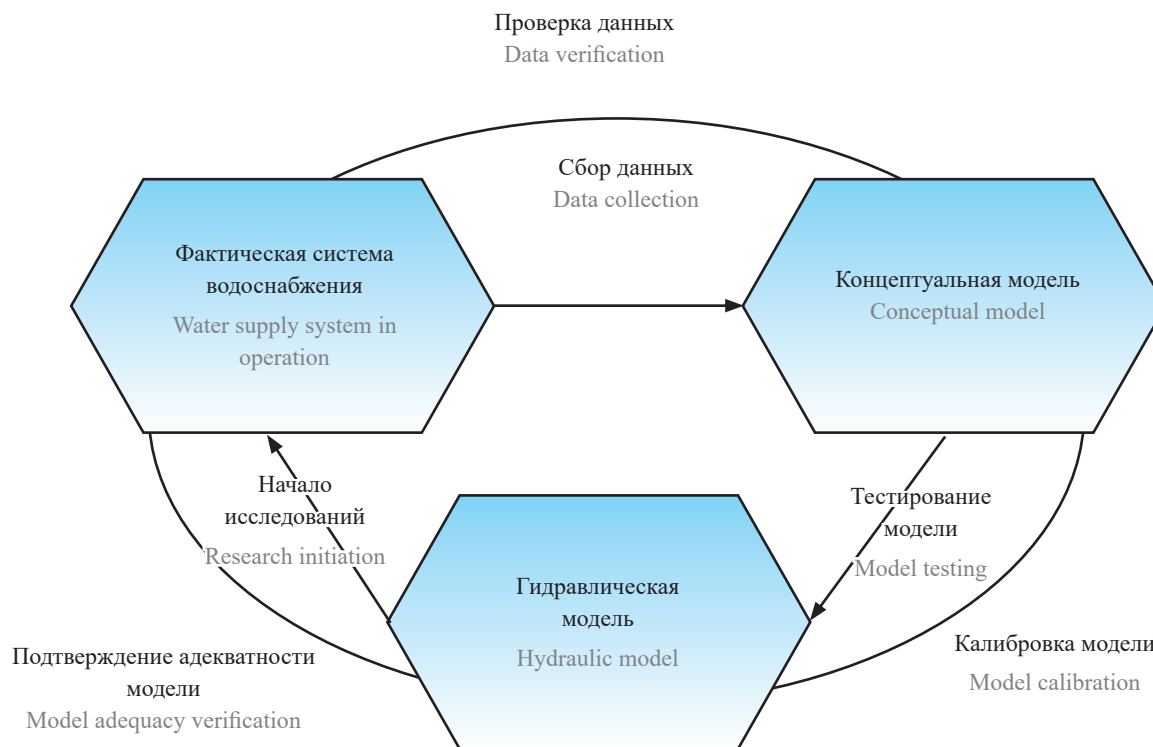 Проверка данных
Data verification
Сбор данных
Data collection
Фактическая система
водоснабжения
Water supply system in
operation
Концептуальная модель
Conceptual model
Начало
исследований
Research initiation
Тестирование
модели
Model testing
Гидравлическая
модель
Hydraulic model
Подтверждение адекватности
модели
Model adequacy verification
Калибровка модели
Model calibration